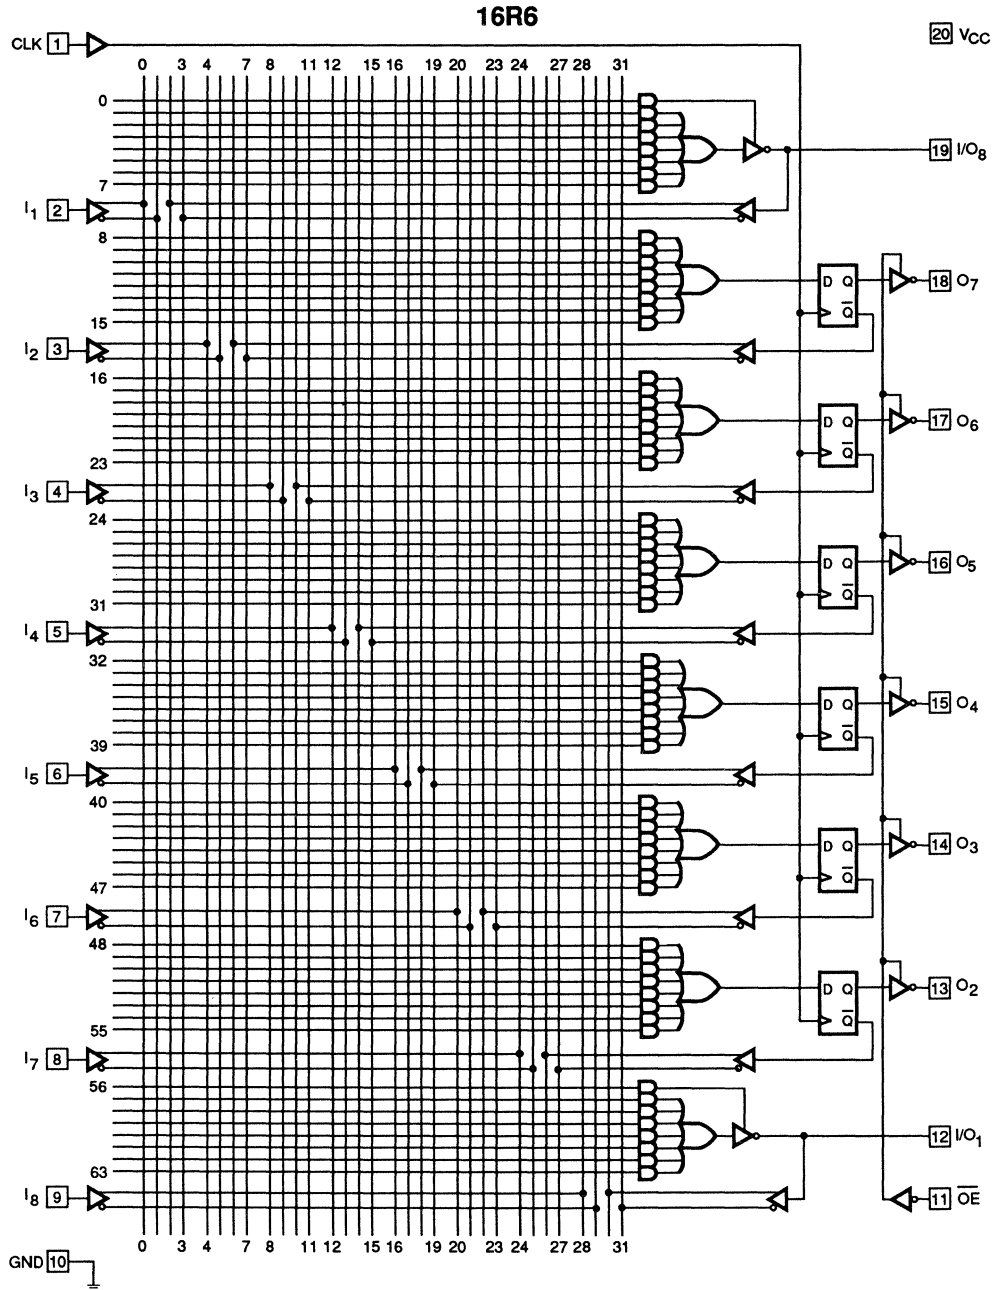 16R6
CLK 1
20 VCC
0 3 4 7 8 11 12 15 16 19 20 23 24 27 28 31
0
19 I/O8
7
I1 2
8
D Q
18 O7
15
Q̅
I2 3
16
D Q
17 O6
23
Q̅
I3 4
24
D Q
16 O5
31
Q̅
I4 5
32
D Q
15 O4
39
Q̅
I5 6
40
D Q
14 O3
47
Q̅
I6 7
48
D Q
13 O2
55
Q̅
I7 8
56
12 I/O1
63
I8 9
11 O̅E̅
0 3 4 7 8 11 12 15 16 19 20 23 24 27 28 31
GND 10